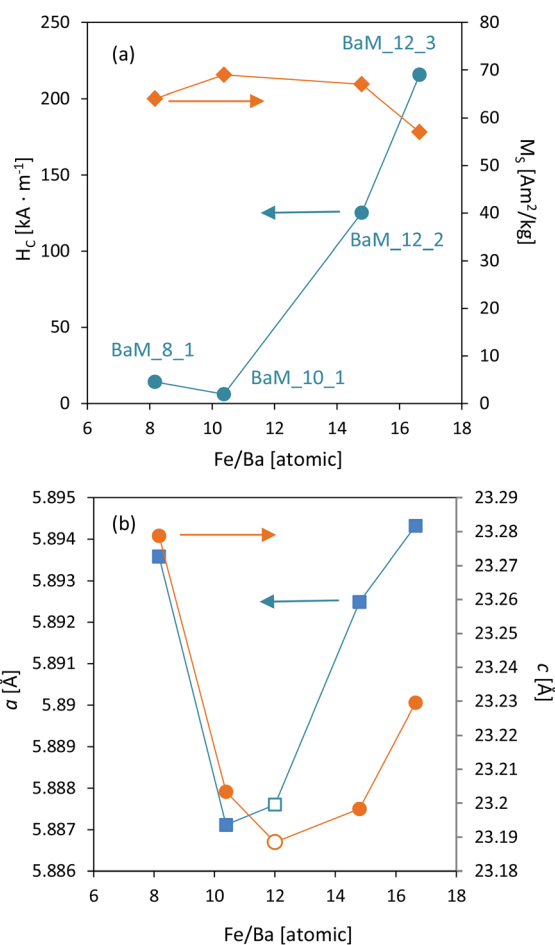 250
200
150
100
50
0
H_C [kA · m⁻¹]
(a)
BaM_12_3
BaM_12_2
BaM_8_1
BaM_10_1
80
70
60
50
40
30
20
10
0
M_S [Am²/kg]
6 8 10 12 14 16 18
Fe/Ba [atomic]
5.895
5.894
5.893
5.892
5.891
5.89
5.889
5.888
5.887
5.886
a [Å]
(b)
23.29
23.28
23.27
23.26
23.25
23.24
23.23
23.22
23.21
23.2
23.19
23.18
c [Å]
6 8 10 12 14 16 18
Fe/Ba [atomic]